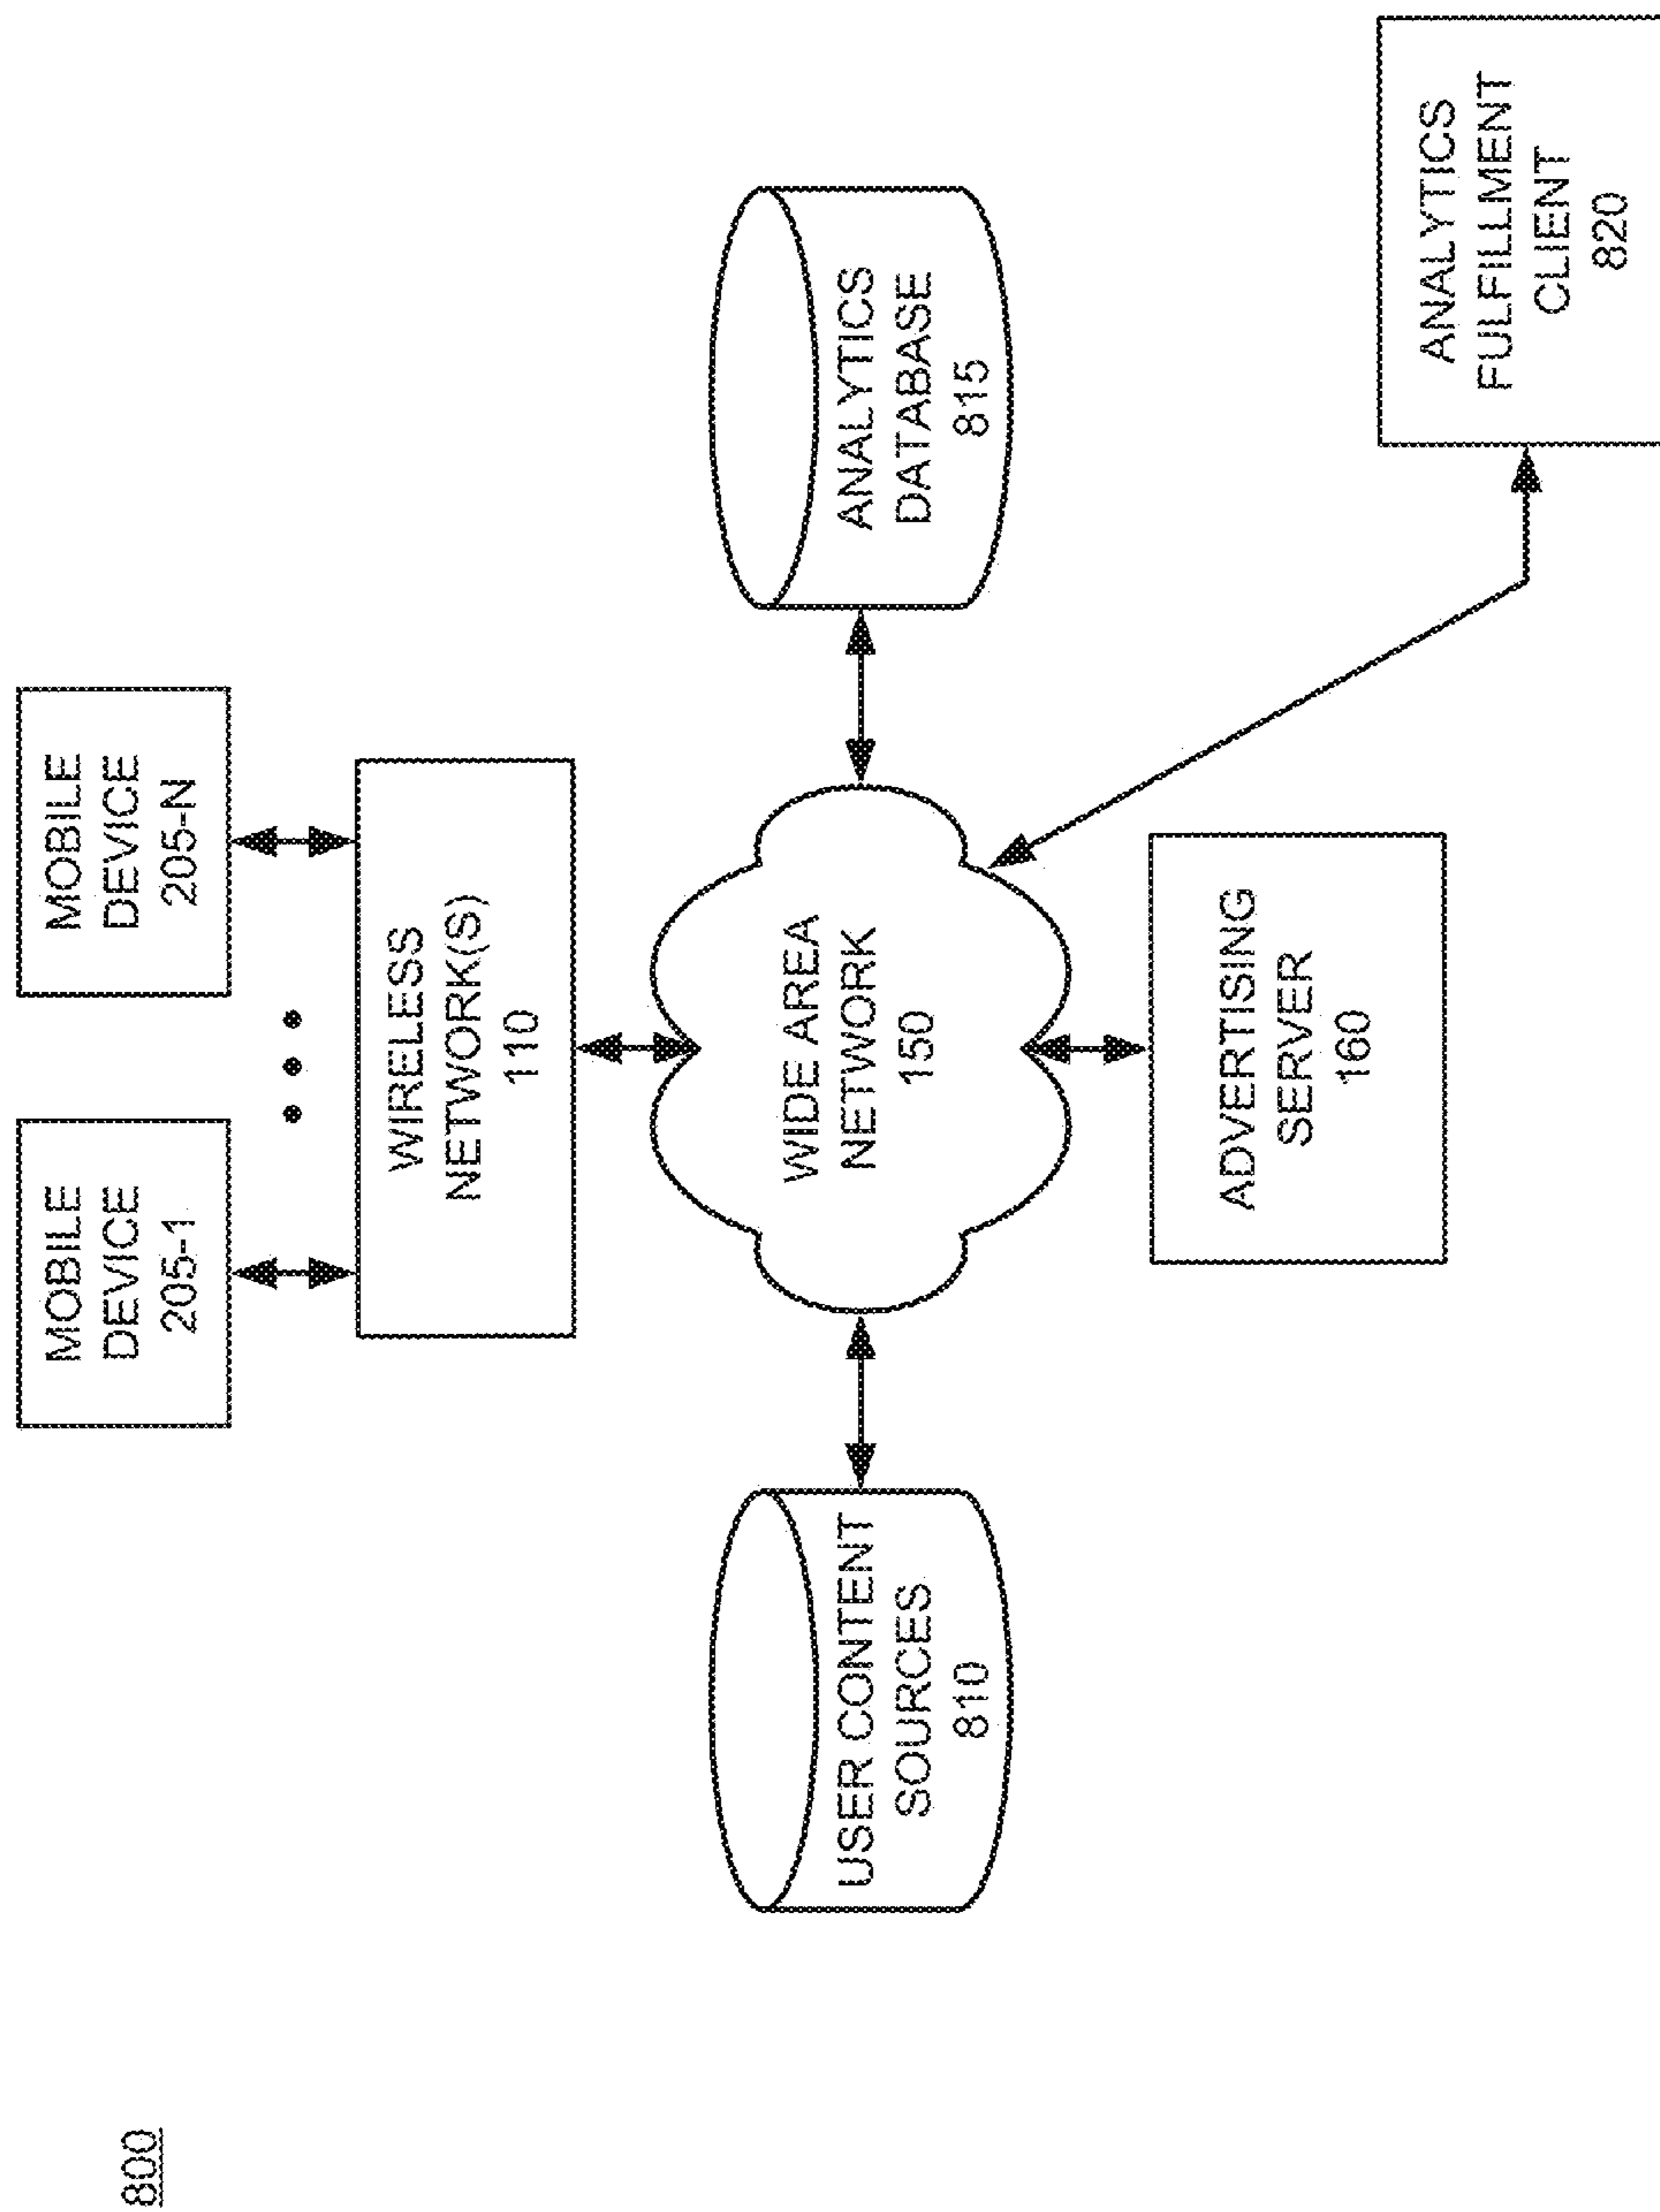 800
MOBILE
DEVICE
205-1
MOBILE
DEVICE
205-N
WIRELESS
NETWORK(S)
110
USER CONTENT
SOURCES
810
WIDE AREA
NETWORK
150
ANALYTICS
DATABASE
815
ADVERTISING
SERVER
160
ANALYTICS
FULFILLMENT
CLIENT
820